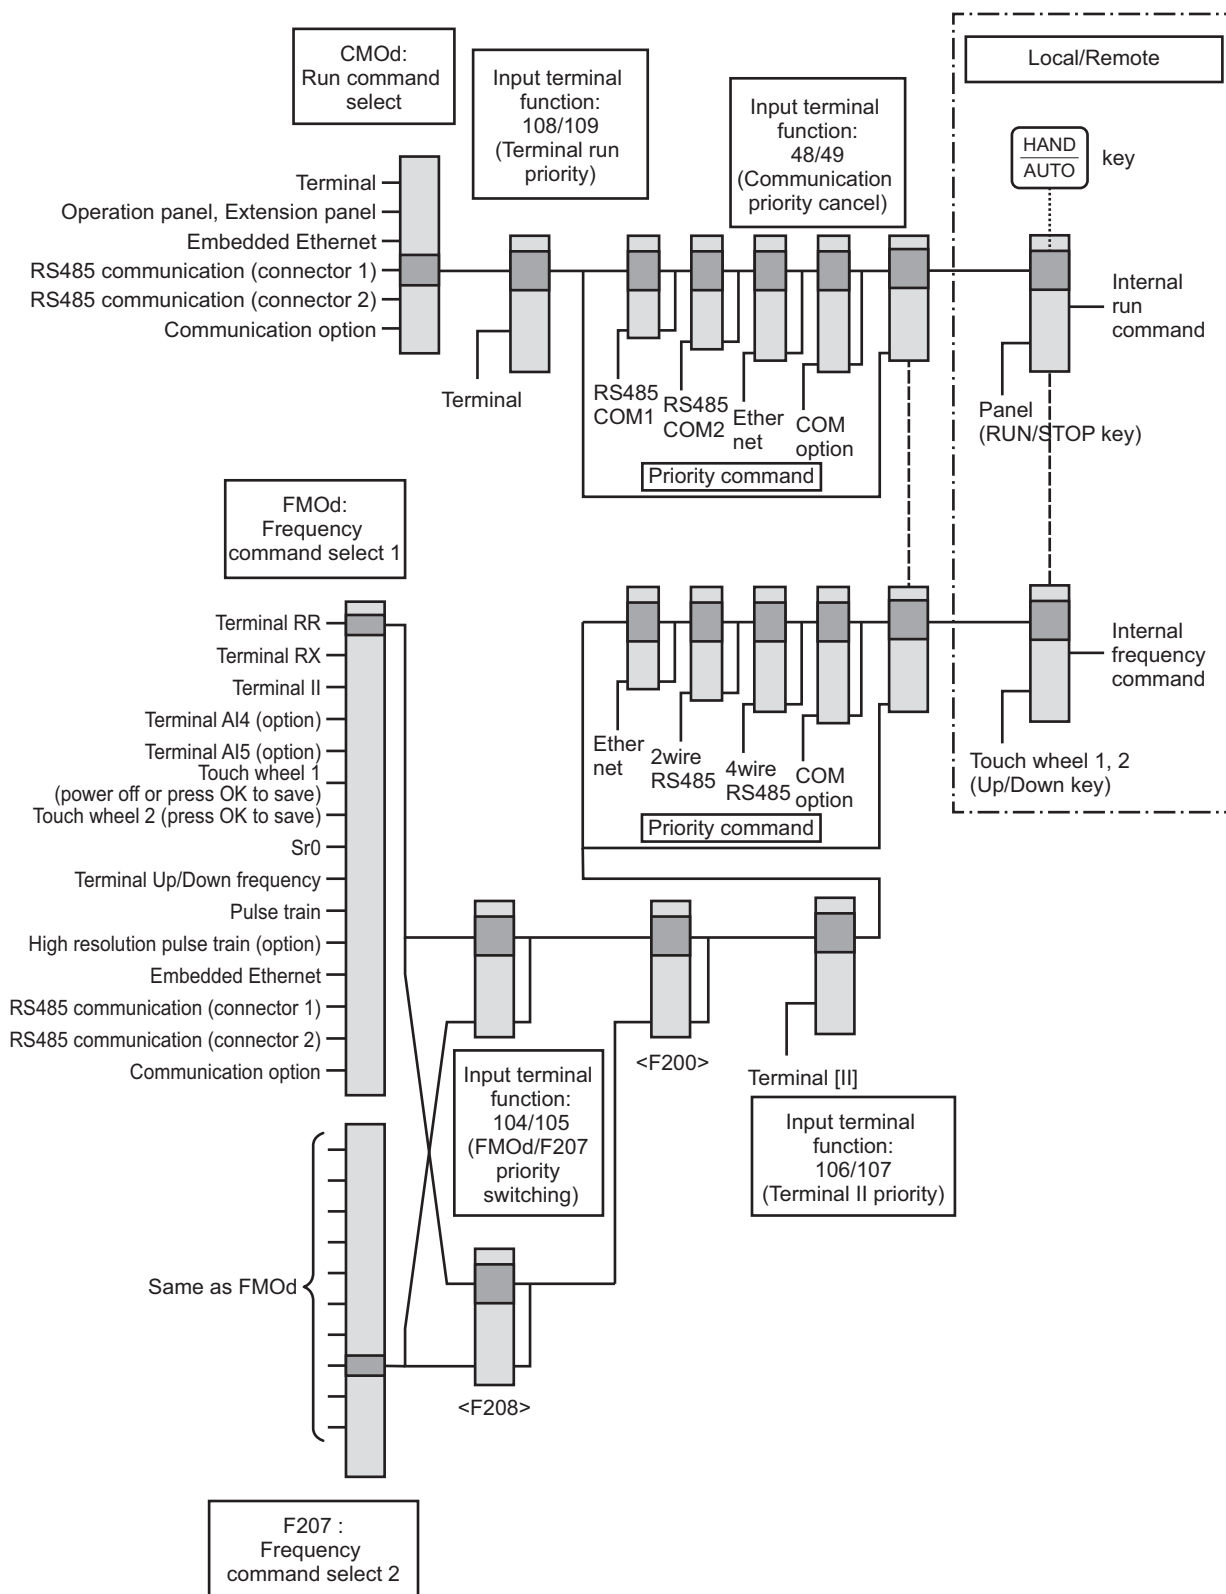 CMOd:
Run command
select
Input terminal
function:
108/109
(Terminal run
priority)
Input terminal
function:
48/49
(Communication
priority cancel)
Local/Remote
HAND
AUTO
key
Terminal
Operation panel, Extension panel
Embedded Ethernet
RS485 communication (connector 1)
RS485 communication (connector 2)
Communication option
Terminal
RS485
COM1
RS485
COM2
Ether
net
COM
option
Priority command
Internal
run
command
Panel
(RUN/STOP key)
FMOd:
Frequency
command select 1
Terminal RR
Terminal RX
Terminal II
Terminal AI4 (option)
Terminal AI5 (option)
Touch wheel 1
(power off or press OK to save)
Touch wheel 2 (press OK to save)
Sr0
Terminal Up/Down frequency
Pulse train
High resolution pulse train (option)
Embedded Ethernet
RS485 communication (connector 1)
RS485 communication (connector 2)
Communication option
Ether
net
2wire
RS485
4wire
RS485
COM
option
Priority command
Internal
frequency
command
Touch wheel 1, 2
(Up/Down key)
Input terminal
function:
104/105
(FMOd/F207
priority
switching)
<F200>
Terminal [II]
Input terminal
function:
106/107
(Terminal II priority)
Same as FMOd
<F208>
F207 :
Frequency
command select 2